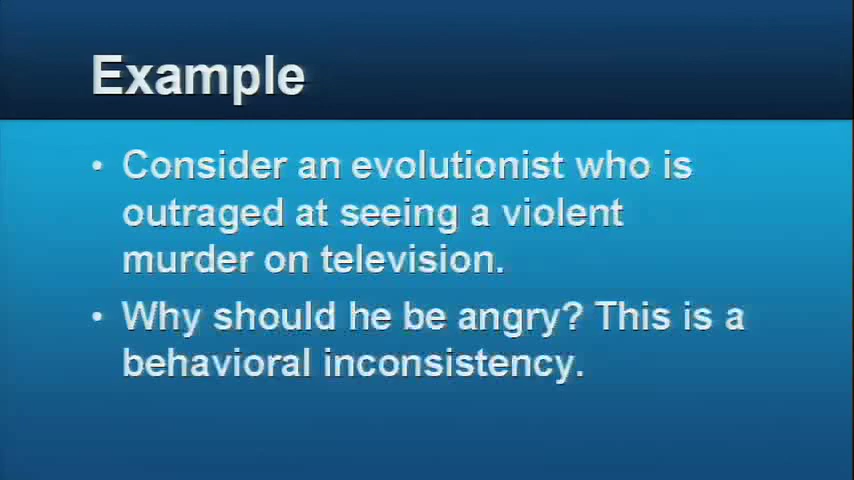 Example
• Consider an evolutionist who is
outraged at seeing a violent
murder on television.
• Why should he be angry? This is a
behavioral inconsistency.